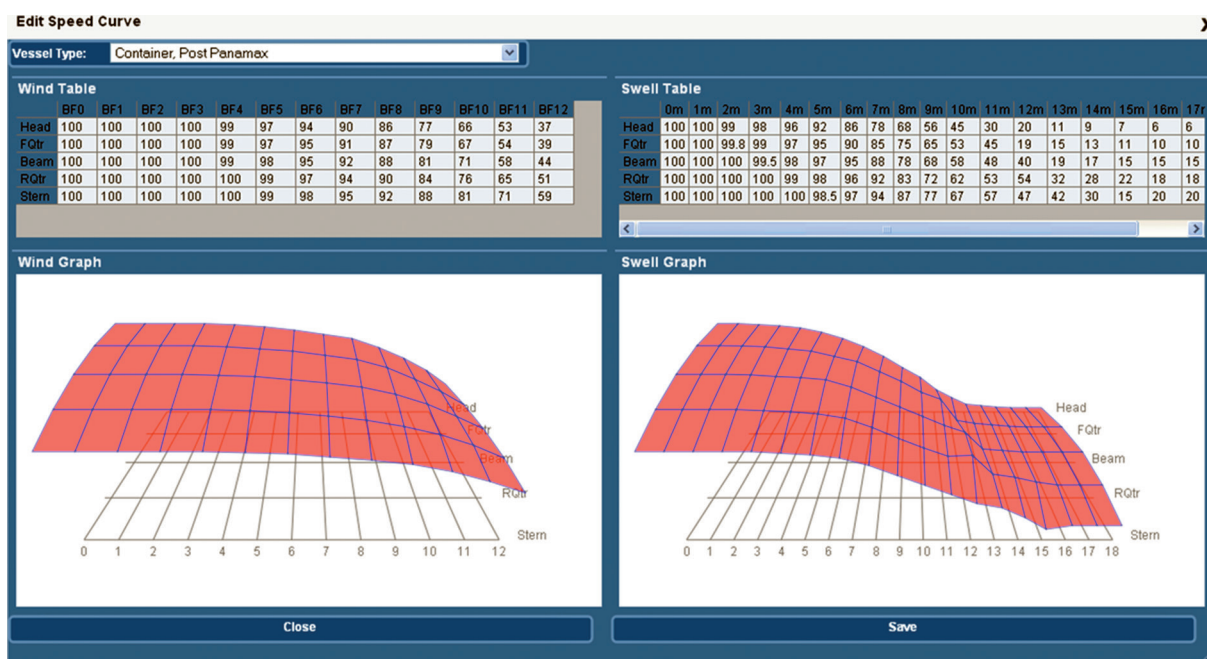 Edit Speed Curve X
Vessel Type: Container, Post Panamax
Wind Table
BF0 BF1 BF2 BF3 BF4 BF5 BF6 BF7 BF8 BF9 BF10 BF11 BF12
Head 100 100 100 100 99 97 94 90 86 77 66 53 37
FQtr 100 100 100 100 99 97 95 91 87 79 67 54 39
Beam 100 100 100 100 99 98 95 92 88 81 71 58 44
RQtr 100 100 100 100 100 99 97 94 90 84 76 65 51
Stern 100 100 100 100 100 99 98 95 92 88 81 71 59
Swell Table
0m 1m 2m 3m 4m 5m 6m 7m 8m 9m 10m 11m 12m 13m 14m 15m 16m
Head 100 100 99 98 96 92 86 78 68 56 45 30 20 11 9 7 6 6
FQtr 100 100 99.8 99 97 95 90 85 75 65 53 45 19 15 13 11 10 10
Beam 100 100 100 99.5 98 97 95 88 78 68 58 48 40 19 17 15 15 15
RQtr 100 100 100 100 99 98 96 92 83 72 62 53 54 32 28 22 18 18
Stern 100 100 100 100 100 98.5 97 94 87 77 67 57 47 42 30 15 20 20
Wind Graph
Head
FQtr
Beam
RQtr
Stern
0 1 2 3 4 5 6 7 8 9 10 11 12
Swell Graph
Head
FQtr
Beam
RQtr
Stern
0 1 2 3 4 5 6 7 8 9 10 11 12 13 14 15 16 17 18
Close
Save